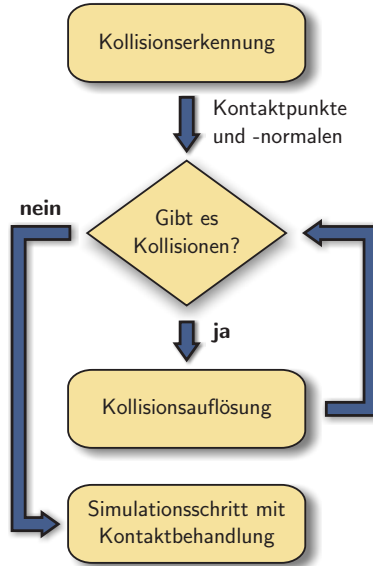 Kollisionserkennung
Kontaktpunkte
und -normalen
nein
Gibt es
Kollisionen?
ja
Kollisionsauflösung
Simulationsschritt mit
Kontaktbehandlung